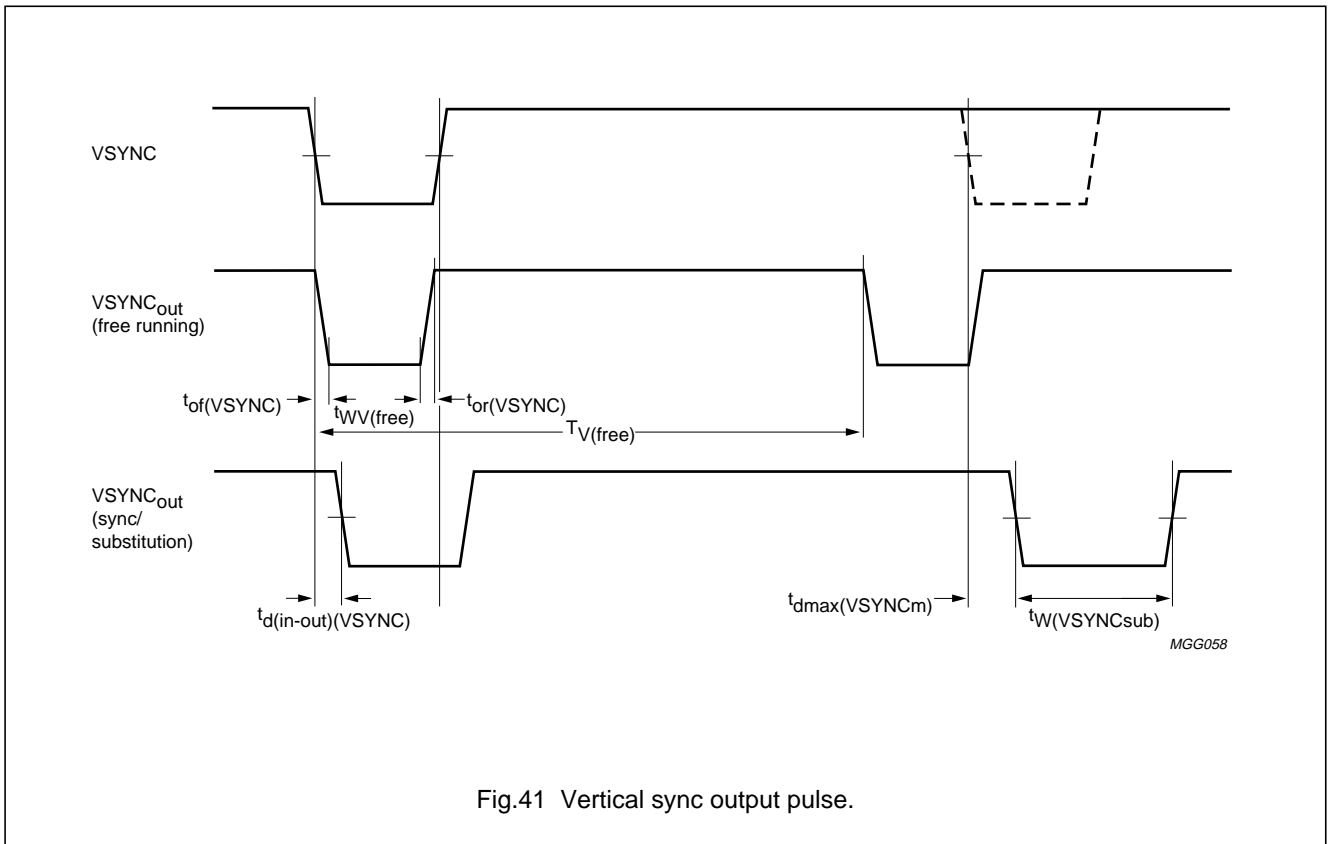 VSYNC
VSYNCout
(free running)
tof(VSYNC)
tWV(free)
tor(VSYNC)
TV(free)
VSYNCout
(sync/
substitution)
td(in-out)(VSYNC)
tdmax(VSYNCm)
tW(VSYNCsub)
MGG058
Fig.41 Vertical sync output pulse.